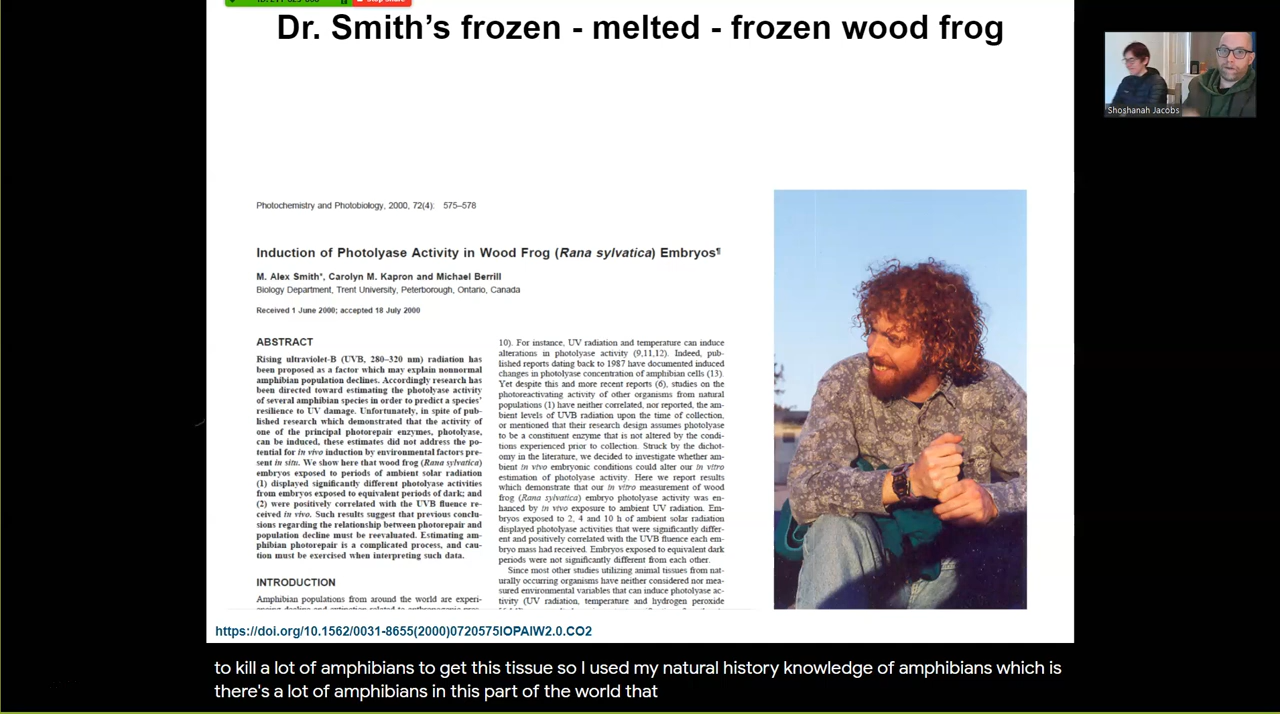 Stop Share
Dr. Smith's frozen - melted - frozen wood frog
Shoshanah Jacobs
Photochemistry and Photobiology, 2000, 72(4): 575–578
Induction of Photolyase Activity in Wood Frog (Rana sylvatica) Embryos¶
M. Alex Smith*, Carolyn M. Kapron and Michael Berrill
Biology Department, Trent University, Peterborough, Ontario, Canada
Received 1 June 2000; accepted 18 July 2000
ABSTRACT
Rising ultraviolet-B (UVB, 280–320 nm) radiation has
been proposed as a factor which may explain nonnormal
amphibian population declines. Accordingly research has
been directed toward estimating the photolyase activity
of several amphibian species in order to predict a species'
resilience to UV damage. Unfortunately, in spite of pub-
lished research which demonstrated that the activity of
one of the principal photorepair enzymes, photolyase,
can be induced, these estimates did not address the po-
tential for in vivo induction by environmental factors pre-
sent in situ. We show here that wood frog (Rana sylvatica)
embryos exposed to periods of ambient solar radiation
(1) displayed significantly different photolyase activities
from embryos exposed to equivalent periods of dark; and
(2) were positively correlated with the UVB fluence re-
ceived in vivo. Such results suggest that previous conclu-
sions regarding the relationship between photorepair and
population decline must be reevaluated. Estimating am-
phibian photorepair is a complicated process, and cau-
tion must be exercised when interpreting such data.
INTRODUCTION
Amphibian populations from around the world are experi-
10). For instance, UV radiation and temperature can induce
alterations in photolyase activity (9,11,12). Indeed, pub-
lished reports dating back to 1987 have documented induced
changes in photolyase concentration of amphibian cells (13).
Yet despite this and more recent reports (6), studies on the
photoreactivating activity of other organisms from natural
populations (1) have neither correlated, nor reported, the am-
bient levels of UVB radiation upon the time of collection,
or mentioned that their research design assumes photolyase
to be a constituent enzyme that is not altered by the condi-
tions experienced prior to collection. Struck by the dichot-
omy in the literature, we decided to investigate whether am-
bient in vivo embryonic conditions could alter our in vitro
estimation of photolyase activity. Here we report results
which demonstrate that our in vitro measurement of wood
frog (Rana sylvatica) embryo photolyase activity was en-
hanced by in vivo exposure to ambient UV radiation. Em-
bryos exposed to 2, 4 and 10 h of ambient solar radiation
displayed photolyase activities that were significantly differ-
ent and positively correlated with the UVB fluence each em-
bryo mass had received. Embryos exposed to equivalent dark
periods were not significantly different from each other.
Since most other studies utilizing animal tissues from nat-
urally occurring organisms have neither considered nor mea-
sured environmental variables that can induce photolyase ac-
tivity (UV radiation, temperature and hydrogen peroxide
https://doi.org/10.1562/0031-8655(2000)0720575IOPAIW2.0.CO2
to kill a lot of amphibians to get this tissue so I used my natural history knowledge of amphibians which is
there's a lot of amphibians in this part of the world that